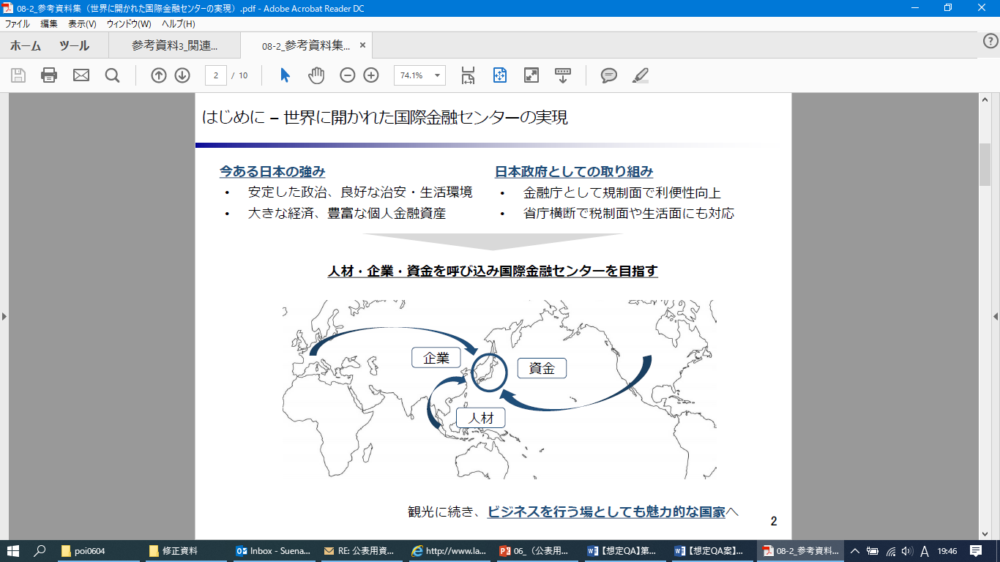 08-2_参考資料集（世界に開かれた国際金融センターの実現）.pdf - Adobe Acrobat Reader DC
ファイル 編集 表示(V) ウィンドウ(W) ヘルプ(H)
ホーム ツール 参考資料3_関連... 08-2_参考資料集... ×
2 / 10 74.1%
はじめに – 世界に開かれた国際金融センターの実現
今ある日本の強み
• 安定した政治、良好な治安・生活環境
• 大きな経済、豊富な個人金融資産
日本政府としての取り組み
• 金融庁として規制面で利便性向上
• 省庁横断で税制面や生活面にも対応
人材・企業・資金を呼び込み国際金融センターを目指す
企業
資金
人材
観光に続き、ビジネスを行う場としても魅力的な国家へ
2
poi0604 修正資料 Inbox - Suena... RE: 公表用資... http://www.la... 06_（公表用... 【想定QA】第... 【想定QA案】... 08-2_参考資料... A 19:46